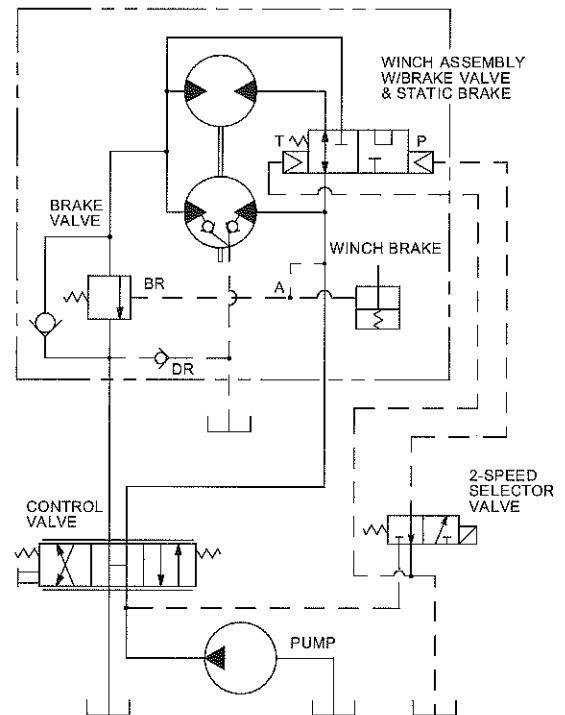 WINCH ASSEMBLY
W/BRAKE VALVE
& STATIC BRAKE
T
P
BRAKE
VALVE
WINCH BRAKE
BR
A
DR
2-SPEED
SELECTOR
VALVE
CONTROL
VALVE
PUMP